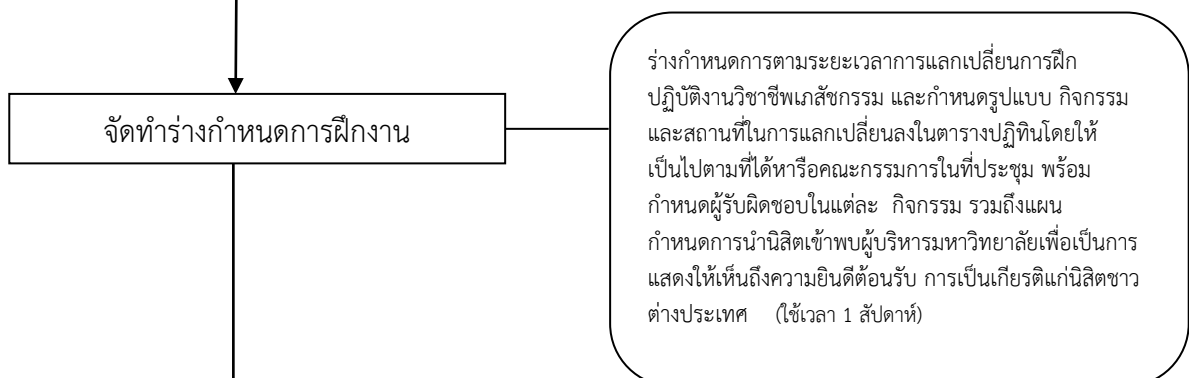 จัดทำร่างกำหนดการฝึกงาน
ร่างกำหนดการตามระยะเวลาการแลกเปลี่ยนการฝึก
ปฏิบัติงานวิชาชีพเภสัชกรรม และกำหนดรูปแบบ กิจกรรม
และสถานที่ในการแลกเปลี่ยนลงในตารางปฏิทินโดยให้
เป็นไปตามที่ได้หารือคณะกรรมการในที่ประชุม พร้อม
กำหนดผู้รับผิดชอบในแต่ละ กิจกรรม รวมถึงแผน
กำหนดการนำนิสิตเข้าพบผู้บริหารมหาวิทยาลัยเพื่อเป็นการ
แสดงให้เห็นถึงความยินดีต้อนรับ การเป็นเกียรติแก่นิสิตชาว
ต่างประเทศ (ใช้เวลา 1 สัปดาห์)